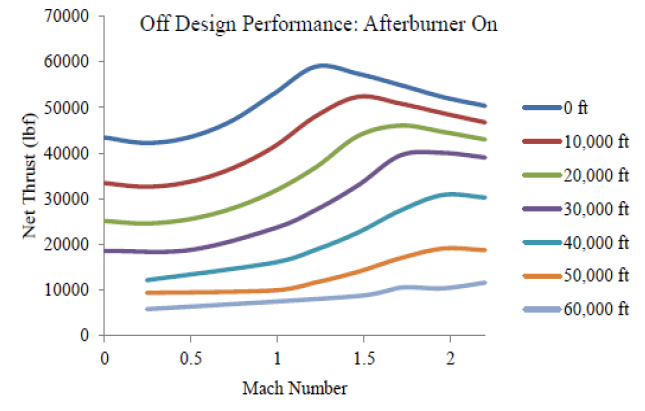 Off Design Performance: Afterburner On
Net Thrust (lbf)
70000
60000
50000
40000
30000
20000
10000
0
0 0.5 1 1.5 2
Mach Number
0 ft
10,000 ft
20,000 ft
30,000 ft
40,000 ft
50,000 ft
60,000 ft